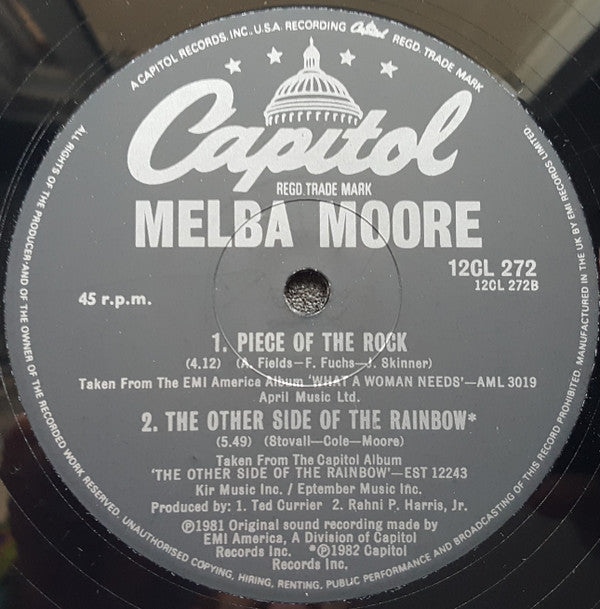 A CAPITOL RECORDS, INC., U.S.A. RECORDING Capitol REGD. TRADE MARK
Capitol
REGD. TRADE MARK
MELBA MOORE
12CL 272
12CL 272B
45 r.p.m.
1. PIECE OF THE ROCK
(4.12) (A. Fields—F. Fuchs—J. Skinner)
Taken From The EMI America Album 'WHAT A WOMAN NEEDS'—AML 3019
April Music Ltd.
2. THE OTHER SIDE OF THE RAINBOW*
(5.49) (Stovall—Cole—Moore)
Taken From The Capitol Album
'THE OTHER SIDE OF THE RAINBOW'—EST 12243
Kir Music Inc. / Eptember Music Inc.
Produced by: 1. Ted Currier 2. Rahni P. Harris, Jr.
℗1981 Original sound recording made by
EMI America, A Division of Capitol
Records Inc. *℗1982 Capitol
Records Inc.
ALL RIGHTS OF THE PRODUCER AND OF THE OWNER OF THE RECORDED WORK RESERVED. UNAUTHORISED COPYING, HIRING, RENTING, PUBLIC PERFORMANCE AND BROADCASTING OF THIS RECORD PROHIBITED. MANUFACTURED IN THE UK BY EMI RECORDS LIMITED